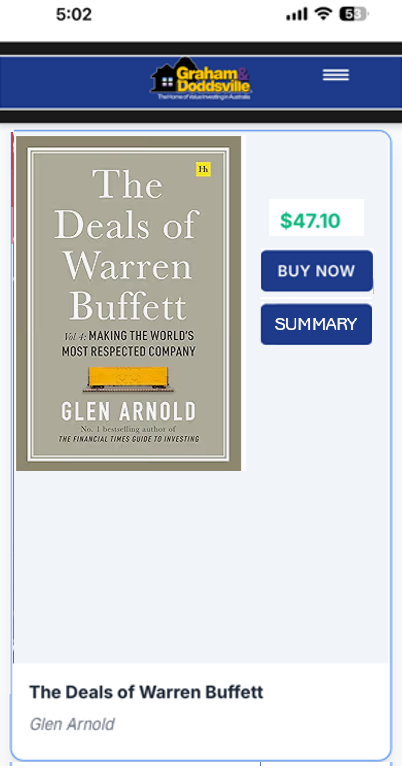 5:02
53
Graham&
Doddsville
The Home of Value Investing in Australia
The
Hh
Deals of
Warren
Buffett
Vol 4: MAKING THE WORLD'S
MOST RESPECTED COMPANY
GLEN ARNOLD
No. 1 bestselling author of
THE FINANCIAL TIMES GUIDE TO INVESTING
$47.10
BUY NOW
SUMMARY
The Deals of Warren Buffett
Glen Arnold